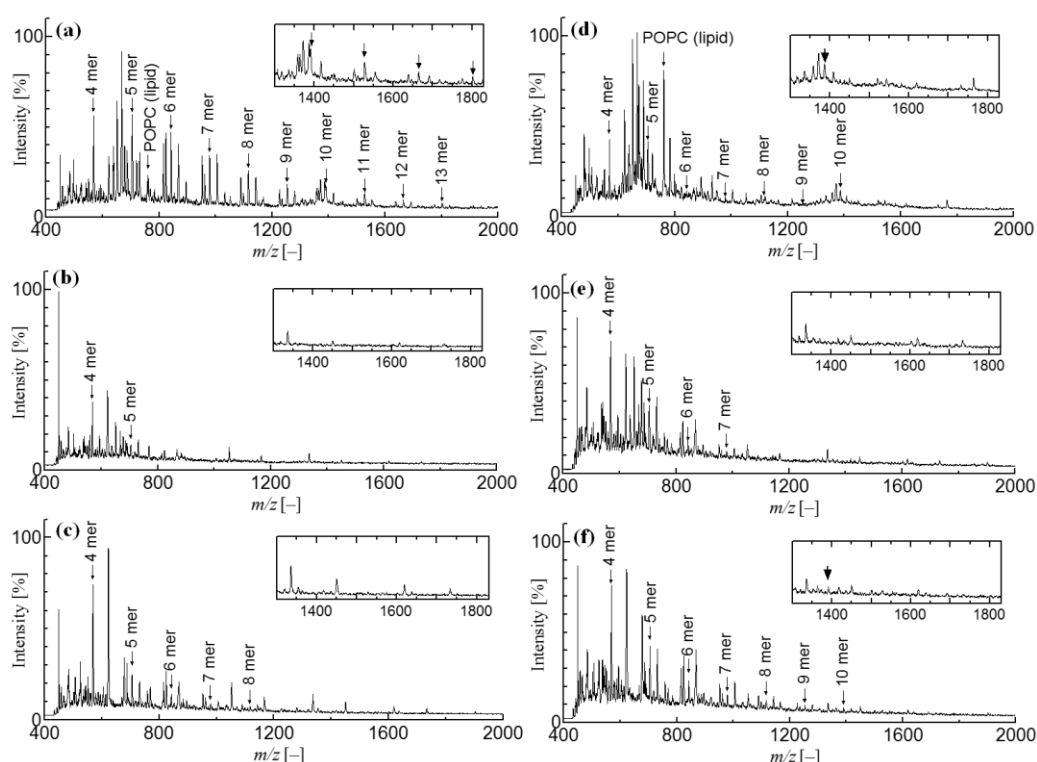 (a)
Intensity [%]
100
0
4 mer
5 mer
POPC (lipid)
6 mer
7 mer
8 mer
9 mer
10 mer
11 mer
12 mer
13 mer
1400 1600 1800
400 800 1200 1600 2000
m/z [–]
(d)
Intensity [%]
100
0
4 mer
POPC (lipid)
5 mer
6 mer
7 mer
8 mer
9 mer
10 mer
1400 1600 1800
400 800 1200 1600 2000
m/z [–]
(b)
Intensity [%]
100
0
4 mer
5 mer
1400 1600 1800
400 800 1200 1600 2000
m/z [–]
(e)
Intensity [%]
100
0
4 mer
5 mer
6 mer
7 mer
1400 1600 1800
400 800 1200 1600 2000
m/z [–]
(c)
Intensity [%]
100
0
4 mer
5 mer
6 mer
7 mer
8 mer
1400 1600 1800
400 800 1200 1600 2000
m/z [–]
(f)
Intensity [%]
100
0
4 mer
5 mer
6 mer
7 mer
8 mer
9 mer
10 mer
1400 1600 1800
400 800 1200 1600 2000
m/z [–]